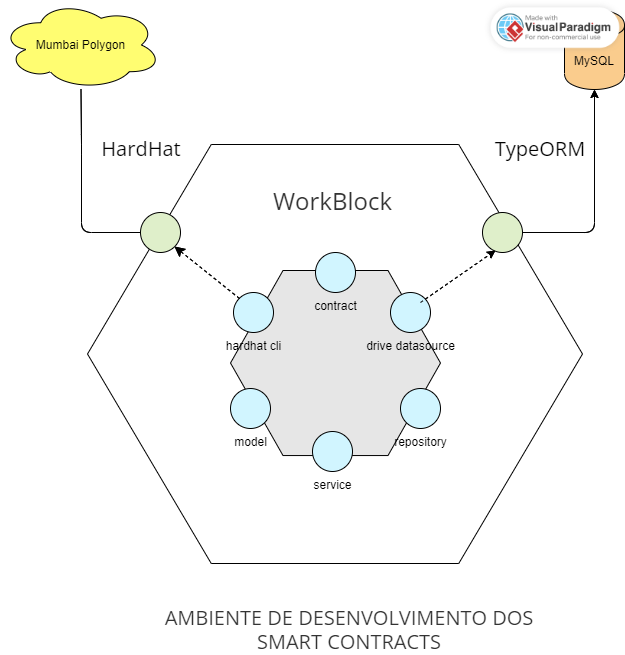 Made with
Visual Paradigm
For non-commercial use
Mumbai Polygon
MySQL
HardHat
TypeORM
WorkBlock
contract
hardhat cli
drive datasource
model
repository
service
AMBIENTE DE DESENVOLVIMENTO DOS
SMART CONTRACTS